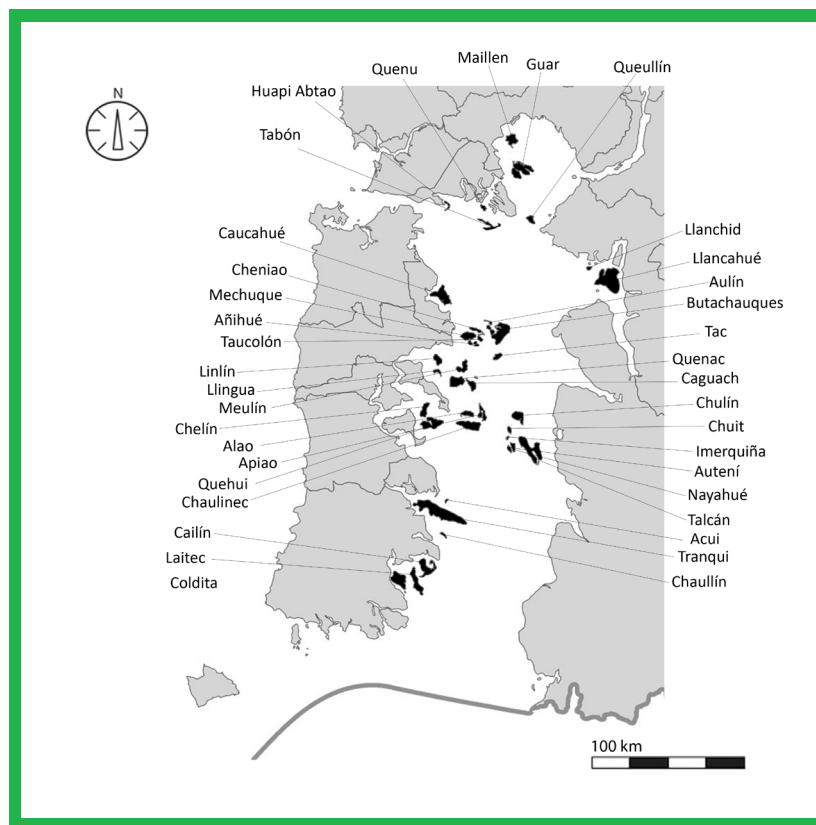 Maillen
Guar
Quenu
Queullín
Huapi Abtao
N
Tabón
Caucahué
Llanchid
Cheniao
Llancahué
Mechuque
Aulín
Añihué
Butachauques
Taucolón
Tac
Linlín
Quenac
Llingua
Caguach
Meulín
Chulín
Chelín
Chuit
Alao
Imerquiña
Apiao
Autení
Quehui
Nayahué
Chaulinec
Talcán
Cailín
Acui
Laitec
Tranqui
Coldita
Chaullín
100 km